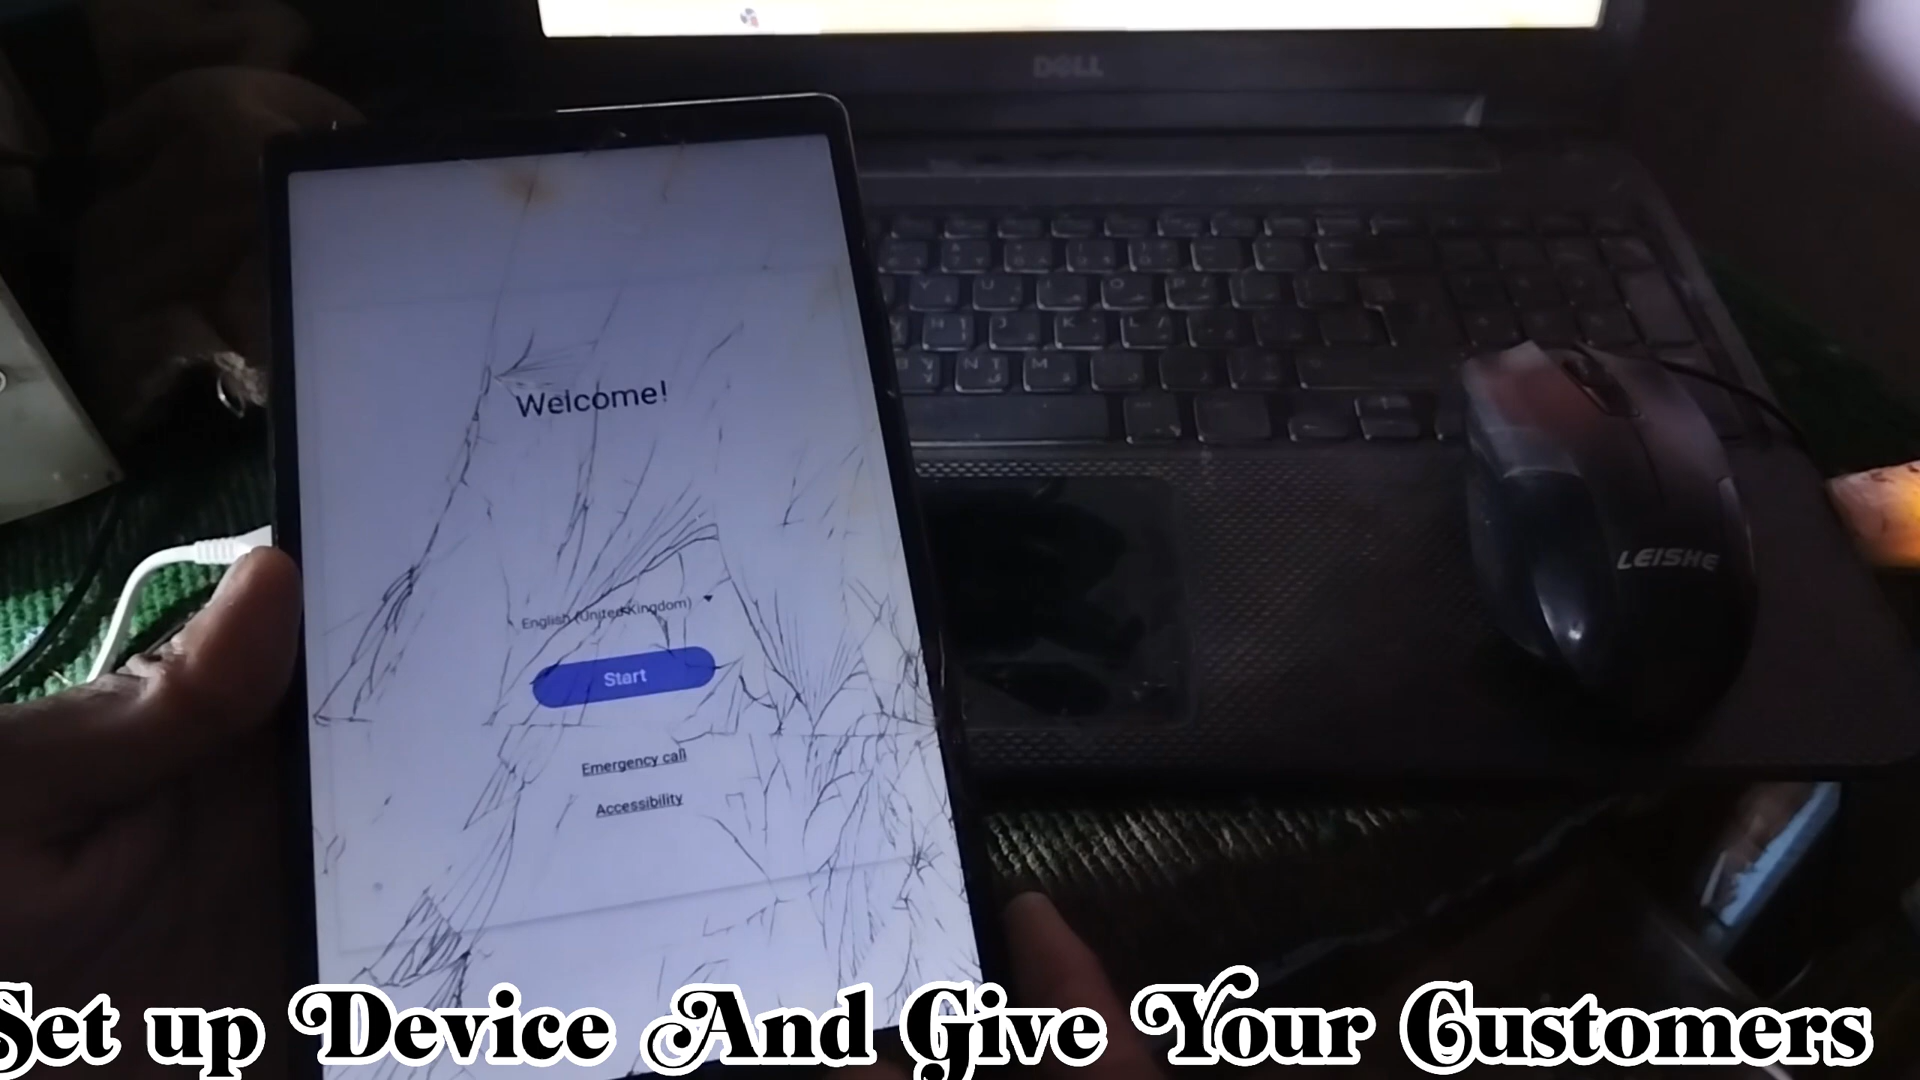 DELL
Welcome!
English (United Kingdom)
Start
Emergency call
Accessibility
LEISHE
Set up Device And Give Your Customers